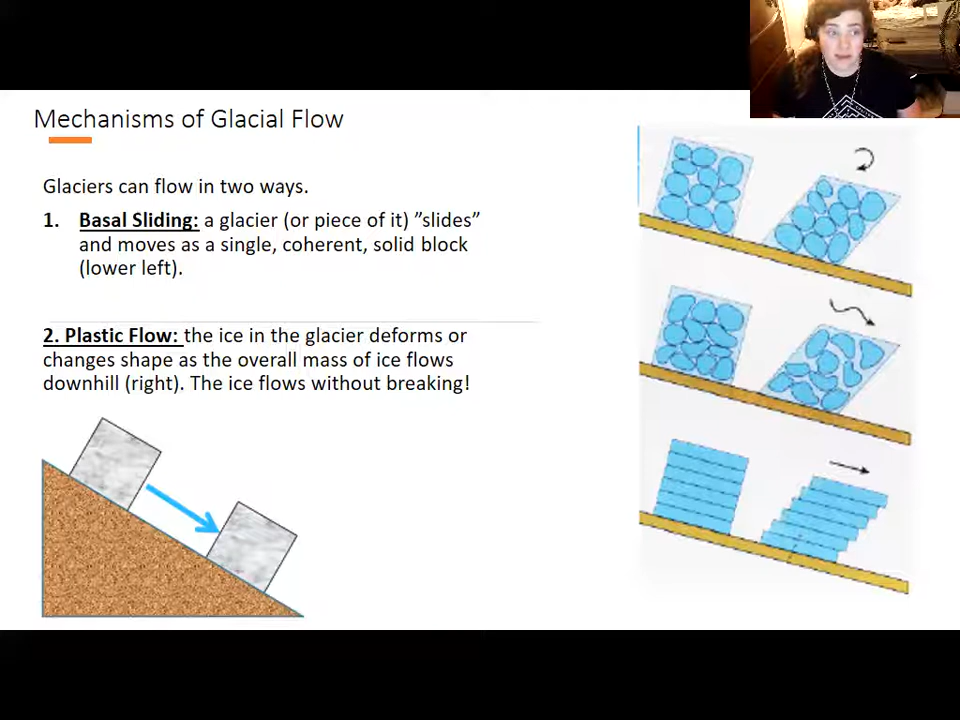 Mechanisms of Glacial Flow
Glaciers can flow in two ways.
1. Basal Sliding: a glacier (or piece of it) ”slides”
and moves as a single, coherent, solid block
(lower left).
2. Plastic Flow: the ice in the glacier deforms or
changes shape as the overall mass of ice flows
downhill (right). The ice flows without breaking!